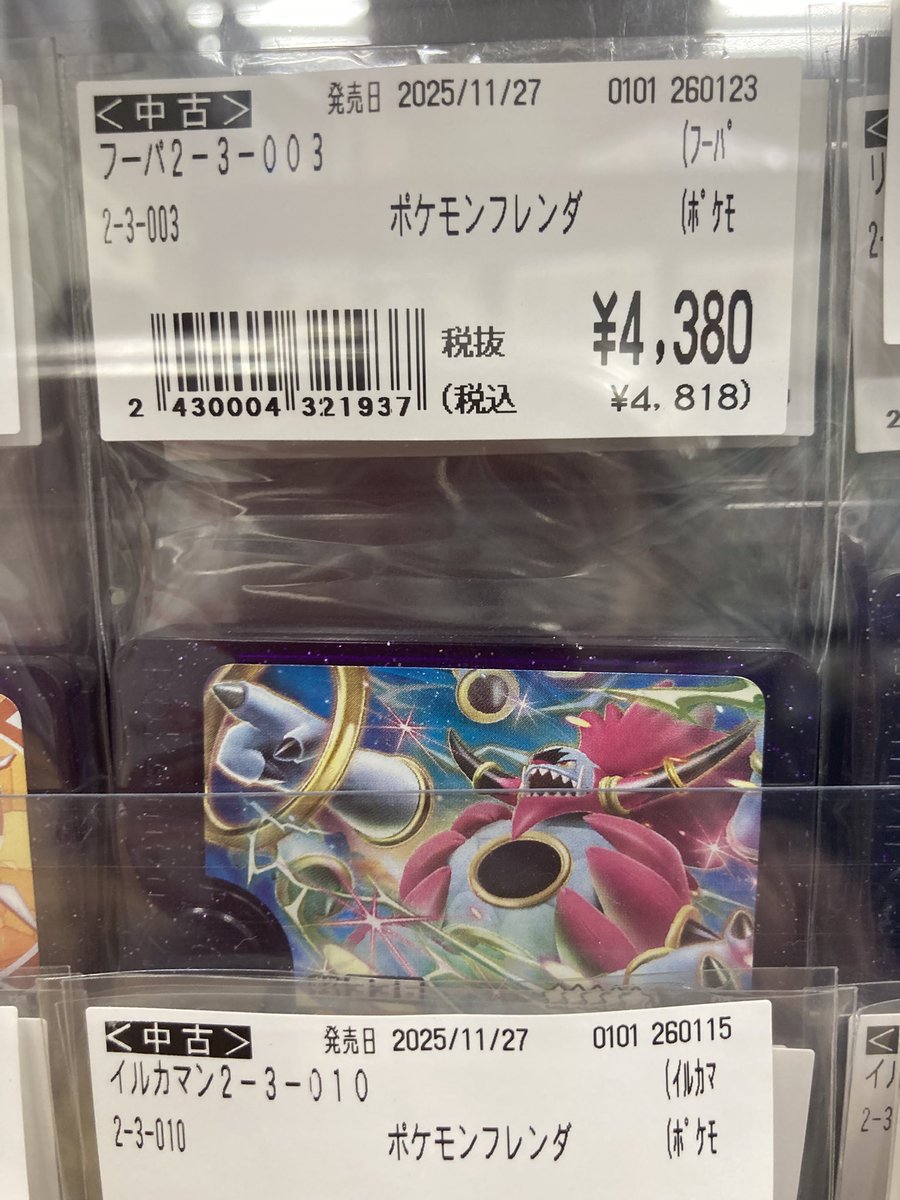 <中古> 発売日 2025/11/27 0101 260123
フーパ2-3-003 (フーパ
2-3-003 ポケモンフレンダ (ポケモ
税抜 ¥4,380
2 430004 321937 (税込 ¥4,818)
<中古> 発売日 2025/11/27 0101 260115
イルカマン2-3-010 (イルカマ
2-3-010 ポケモンフレンダ (ポケモ